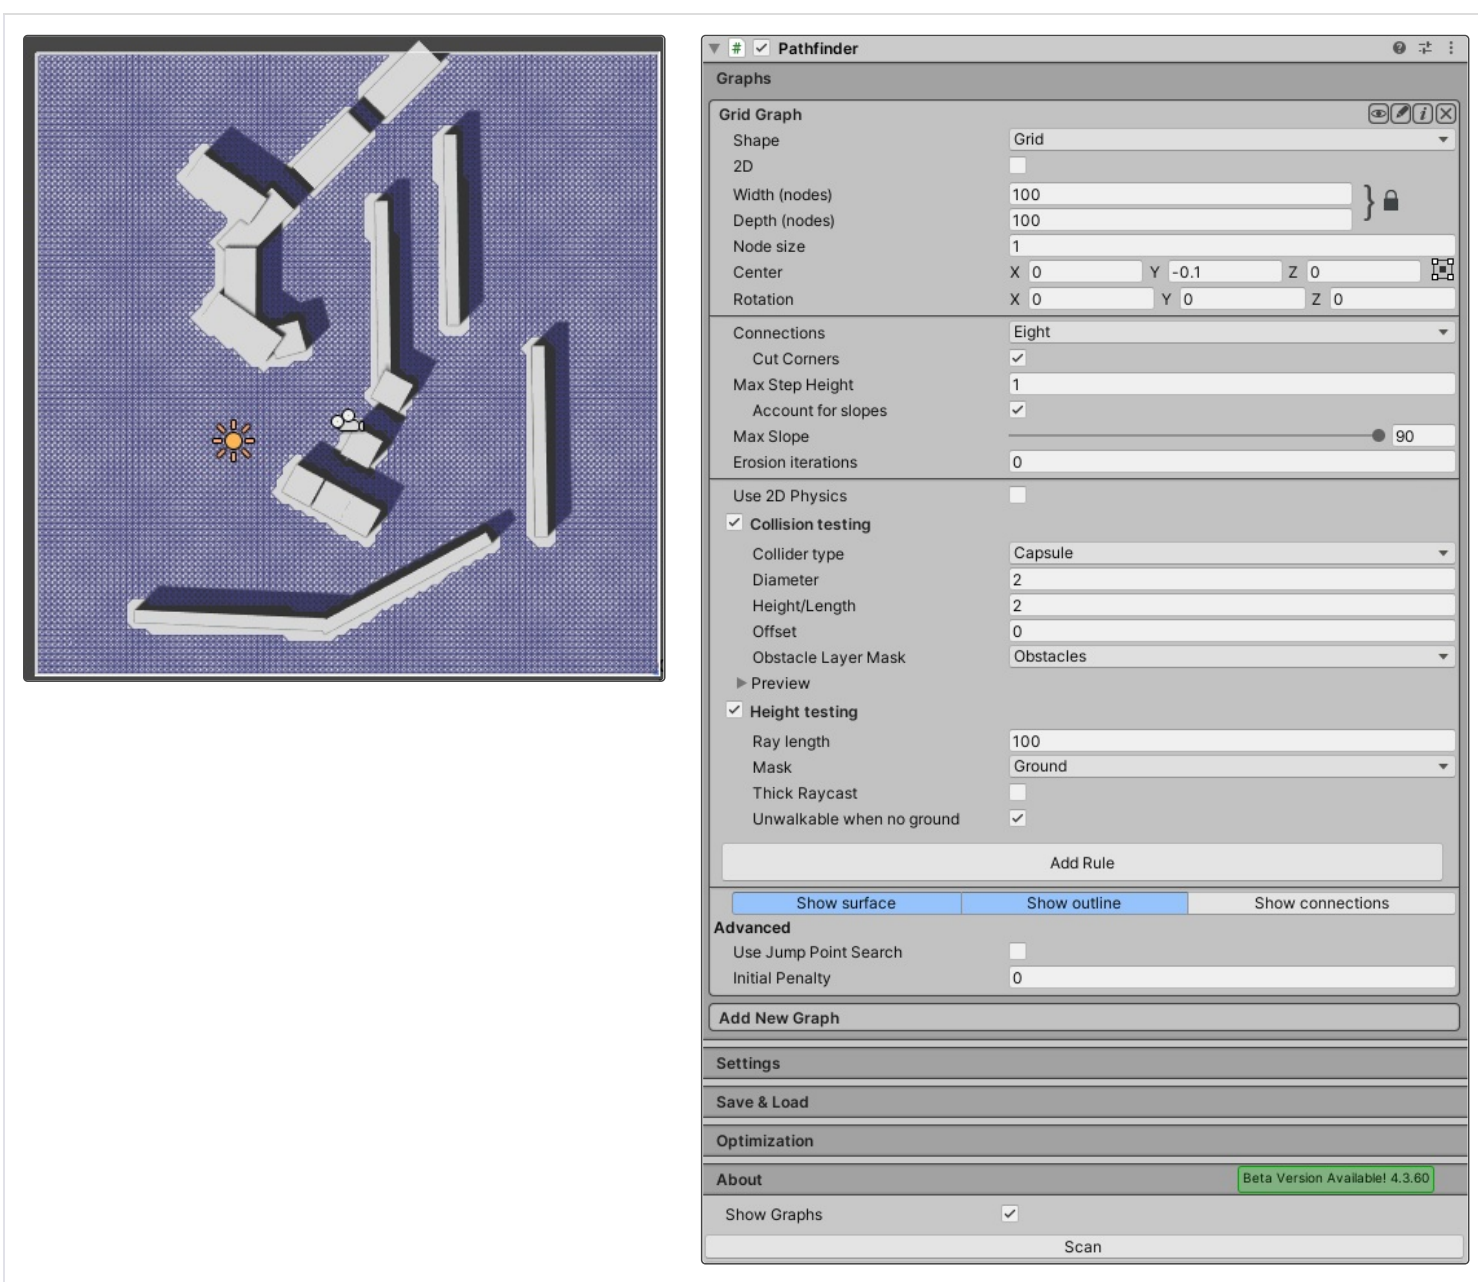 Pathfinder
Graphs
Grid Graph
Shape Grid
2D
Width (nodes) 100
Depth (nodes) 100
Node size 1
Center X 0 Y -0.1 Z 0
Rotation X 0 Y 0 Z 0
Connections Eight
Cut Corners
Max Step Height 1
Account for slopes
Max Slope 90
Erosion iterations 0
Use 2D Physics
Collision testing
Collider type Capsule
Diameter 2
Height/Length 2
Offset 0
Obstacle Layer Mask Obstacles
Preview
Height testing
Ray length 100
Mask Ground
Thick Raycast
Unwalkable when no ground
Add Rule
Show surface Show outline Show connections
Advanced
Use Jump Point Search
Initial Penalty 0
Add New Graph
Settings
Save & Load
Optimization
About Beta Version Available! 4.3.60
Show Graphs
Scan